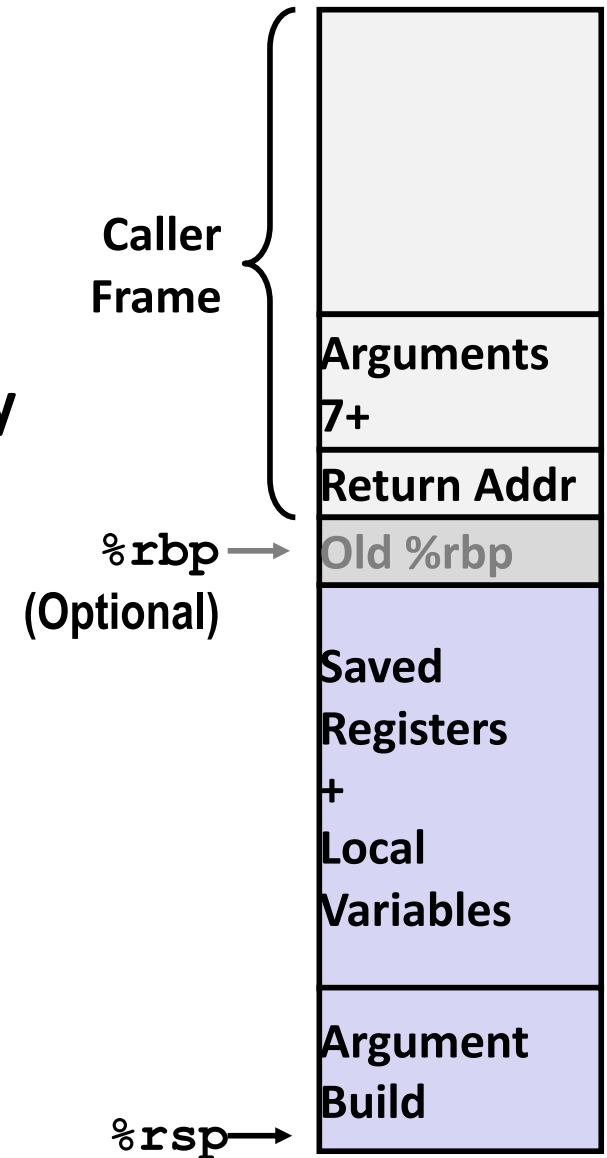 Caller
Frame
Arguments
7+
Return Addr
%rbp
Old %rbp
(Optional)
Saved
Registers
+
Local
Variables
Argument
Build
%rsp